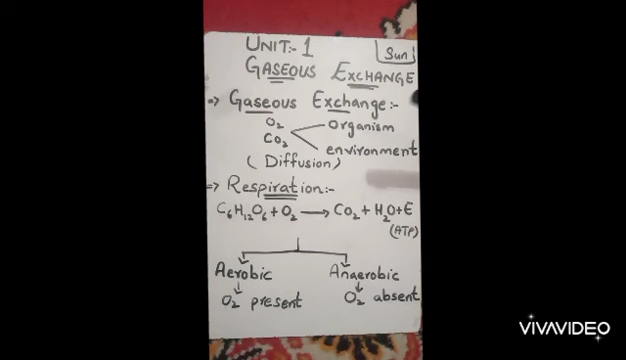 UNIT:- 1
Sun
GASEOUS EXCHANGE
=> Gaseous Exchange:-
O₂
CO₂
Organism
environment
(Diffusion)
=> Respiration:-
C₆H₁₂O₆ + O₂ → CO₂ + H₂O + E
(ATP)
Aerobic Anaerobic
↓ ↓
O₂ present O₂ absent
VIVAVIDEO